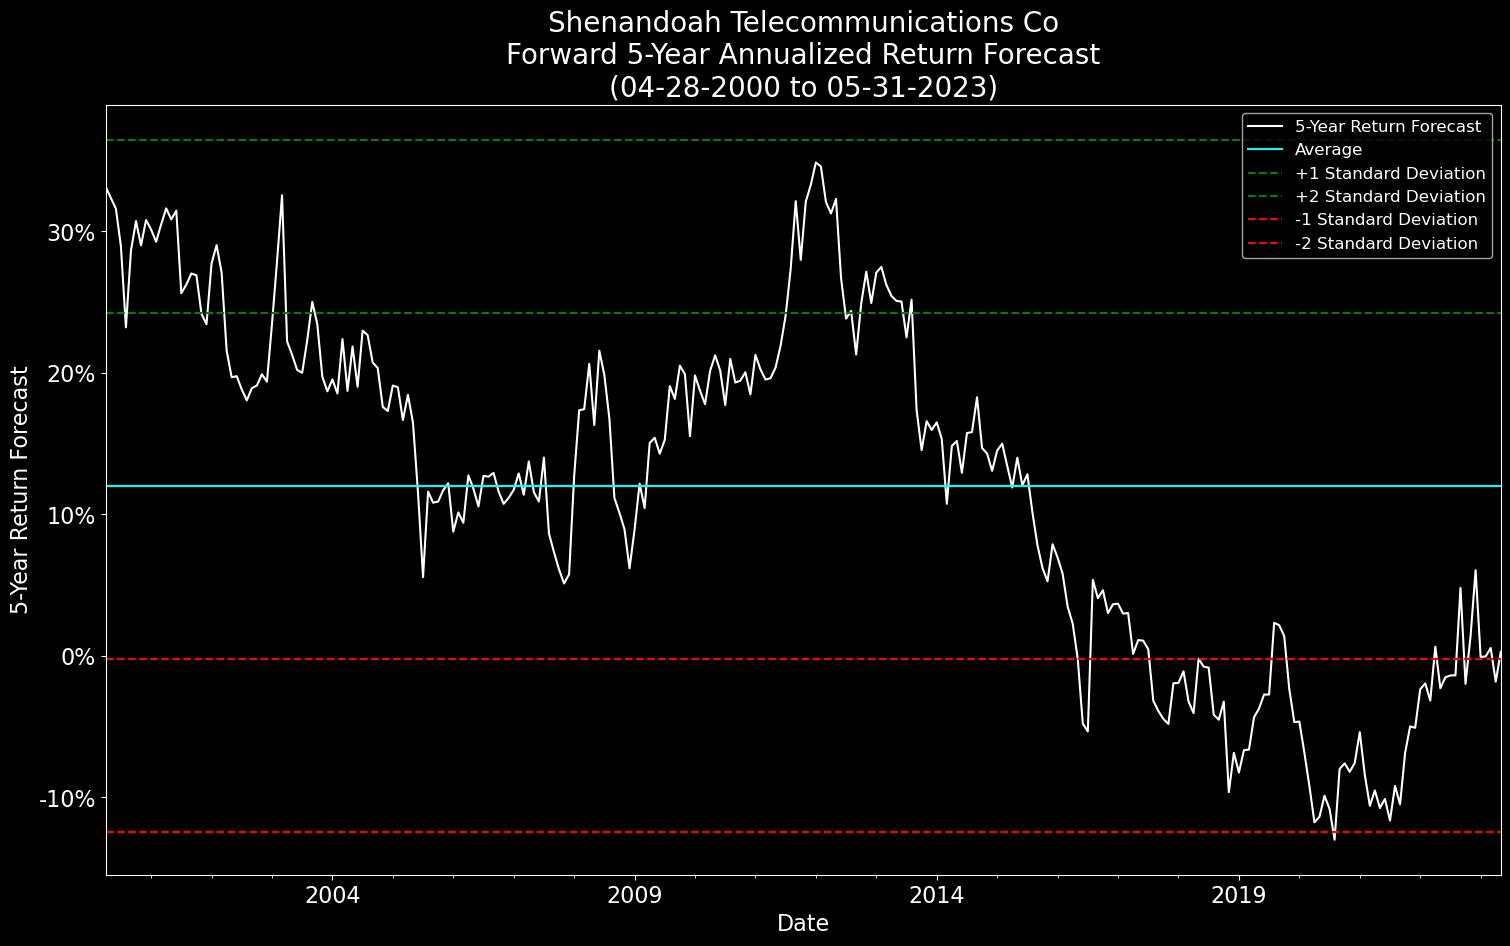 Shenandoah Telecommunications Co
Forward 5-Year Annualized Return Forecast
(04-28-2000 to 05-31-2023)
5-Year Return Forecast
Average
+1 Standard Deviation
+2 Standard Deviation
-1 Standard Deviation
-2 Standard Deviation
5-Year Return Forecast
30%
20%
10%
0%
-10%
2004
2009
2014
2019
Date